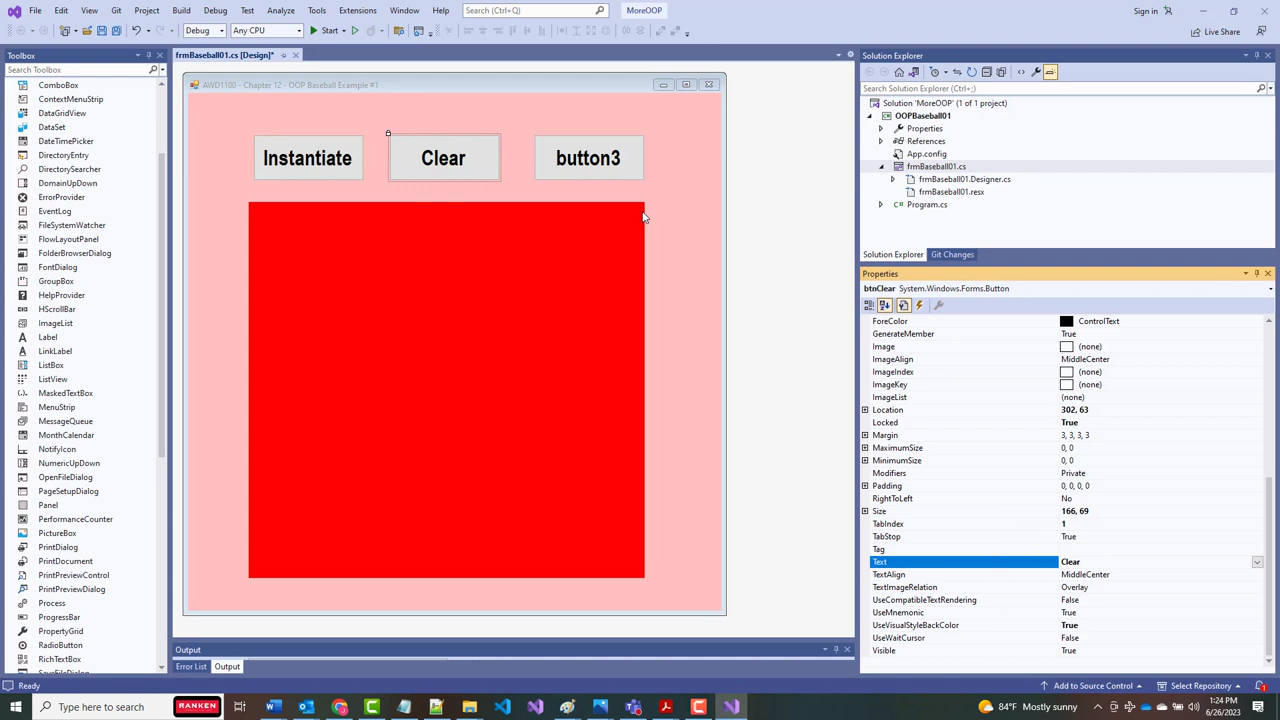 File Edit View Git Project Build Debug Test Analyze Tools Extensions Window Help Search (Ctrl+Q) MoreOOP Sign in
Debug Any CPU Start Live Share
Toolbox
Search Toolbox
ComboBox
ContextMenuStrip
DataGridView
DataSet
DateTimePicker
DirectoryEntry
DirectorySearcher
DomainUpDown
ErrorProvider
EventLog
FileSystemWatcher
FlowLayoutPanel
FolderBrowserDialog
FontDialog
GroupBox
HelpProvider
HScrollBar
ImageList
Label
LinkLabel
ListBox
ListView
MaskedTextBox
MenuStrip
MessageQueue
MonthCalendar
NotifyIcon
NumericUpDown
OpenFileDialog
PageSetupDialog
Panel
PerformanceCounter
PictureBox
PrintDialog
PrintDocument
PrintPreviewControl
PrintPreviewDialog
Process
ProgressBar
PropertyGrid
RadioButton
RichTextBox
SaveFileDialog
frmBaseball01.cs [Design]*
AWD1100 - Chapter 12 - OOP Baseball Example #1
Instantiate Clear button3
Output
Error List Output
Solution Explorer
Search Solution Explorer (Ctrl+;)
Solution 'MoreOOP' (1 of 1 project)
OOPBaseball01
Properties
References
App.config
frmBaseball01.cs
frmBaseball01.Designer.cs
frmBaseball01.resx
Program.cs
Solution Explorer Git Changes
Properties
btnClear System.Windows.Forms.Button
ForeColor ControlText
GenerateMember True
Image (none)
ImageAlign MiddleCenter
ImageIndex (none)
ImageKey (none)
ImageList (none)
Location 302, 63
Locked True
Margin 3, 3, 3, 3
MaximumSize 0, 0
MinimumSize 0, 0
Modifiers Private
Padding 0, 0, 0, 0
RightToLeft No
Size 166, 69
TabIndex 1
TabStop True
Tag
Text Clear
TextAlign MiddleCenter
TextImageRelation Overlay
UseCompatibleTextRendering False
UseMnemonic True
UseVisualStyleBackColor True
UseWaitCursor False
Visible True
Ready Add to Source Control Select Repository
Type here to search RANKEN 84°F Mostly sunny 1:24 PM
6/26/2023